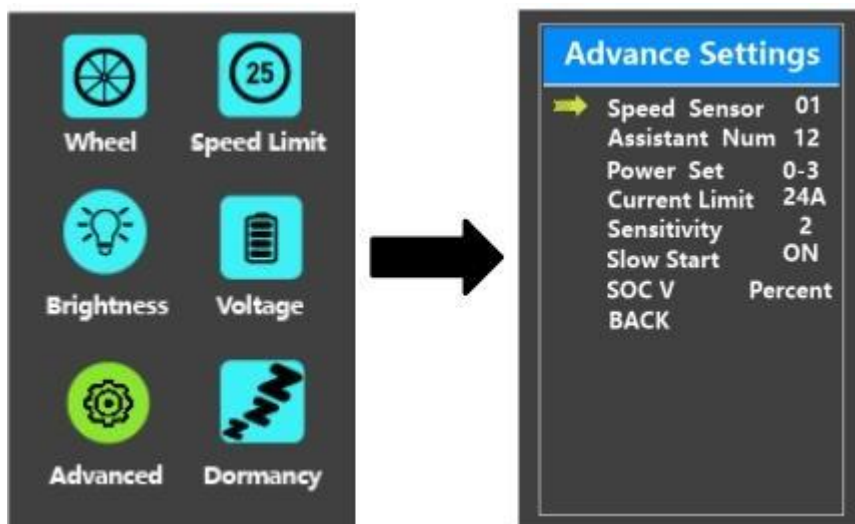 25
Wheel Speed Limit
Brightness Voltage
Advanced Dormancy
Advance Settings
Speed Sensor 01
Assistant Num 12
Power Set 0-3
Current Limit 24A
Sensitivity 2
Slow Start ON
SOC V Percent
BACK